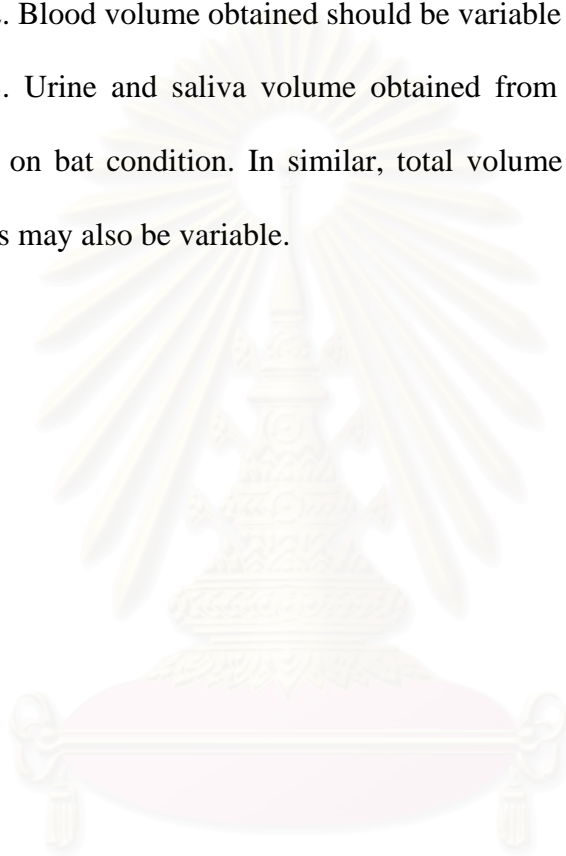 . Blood volume obtained should be variable
. Urine and saliva volume obtained from
on bat condition. In similar, total volume
s may also be variable.